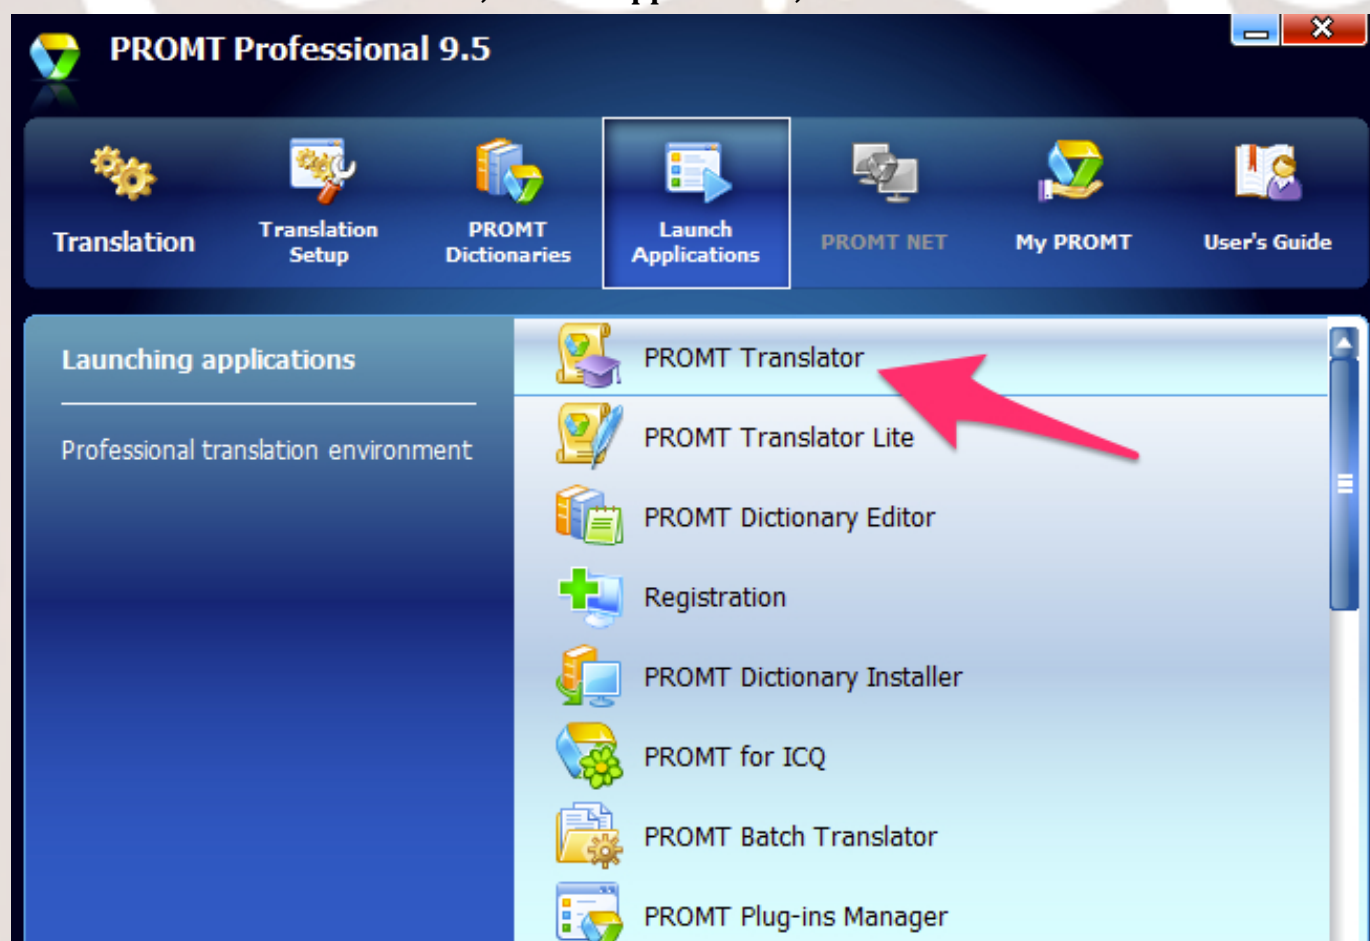 PROMT Professional 9.5
Translation
Translation
Setup
PROMT
Dictionaries
Launch
Applications
PROMT NET
My PROMT
User's Guide
Launching applications
Professional translation environment
PROMT Translator
PROMT Translator Lite
PROMT Dictionary Editor
Registration
PROMT Dictionary Installer
PROMT for ICQ
PROMT Batch Translator
PROMT Plug-ins Manager